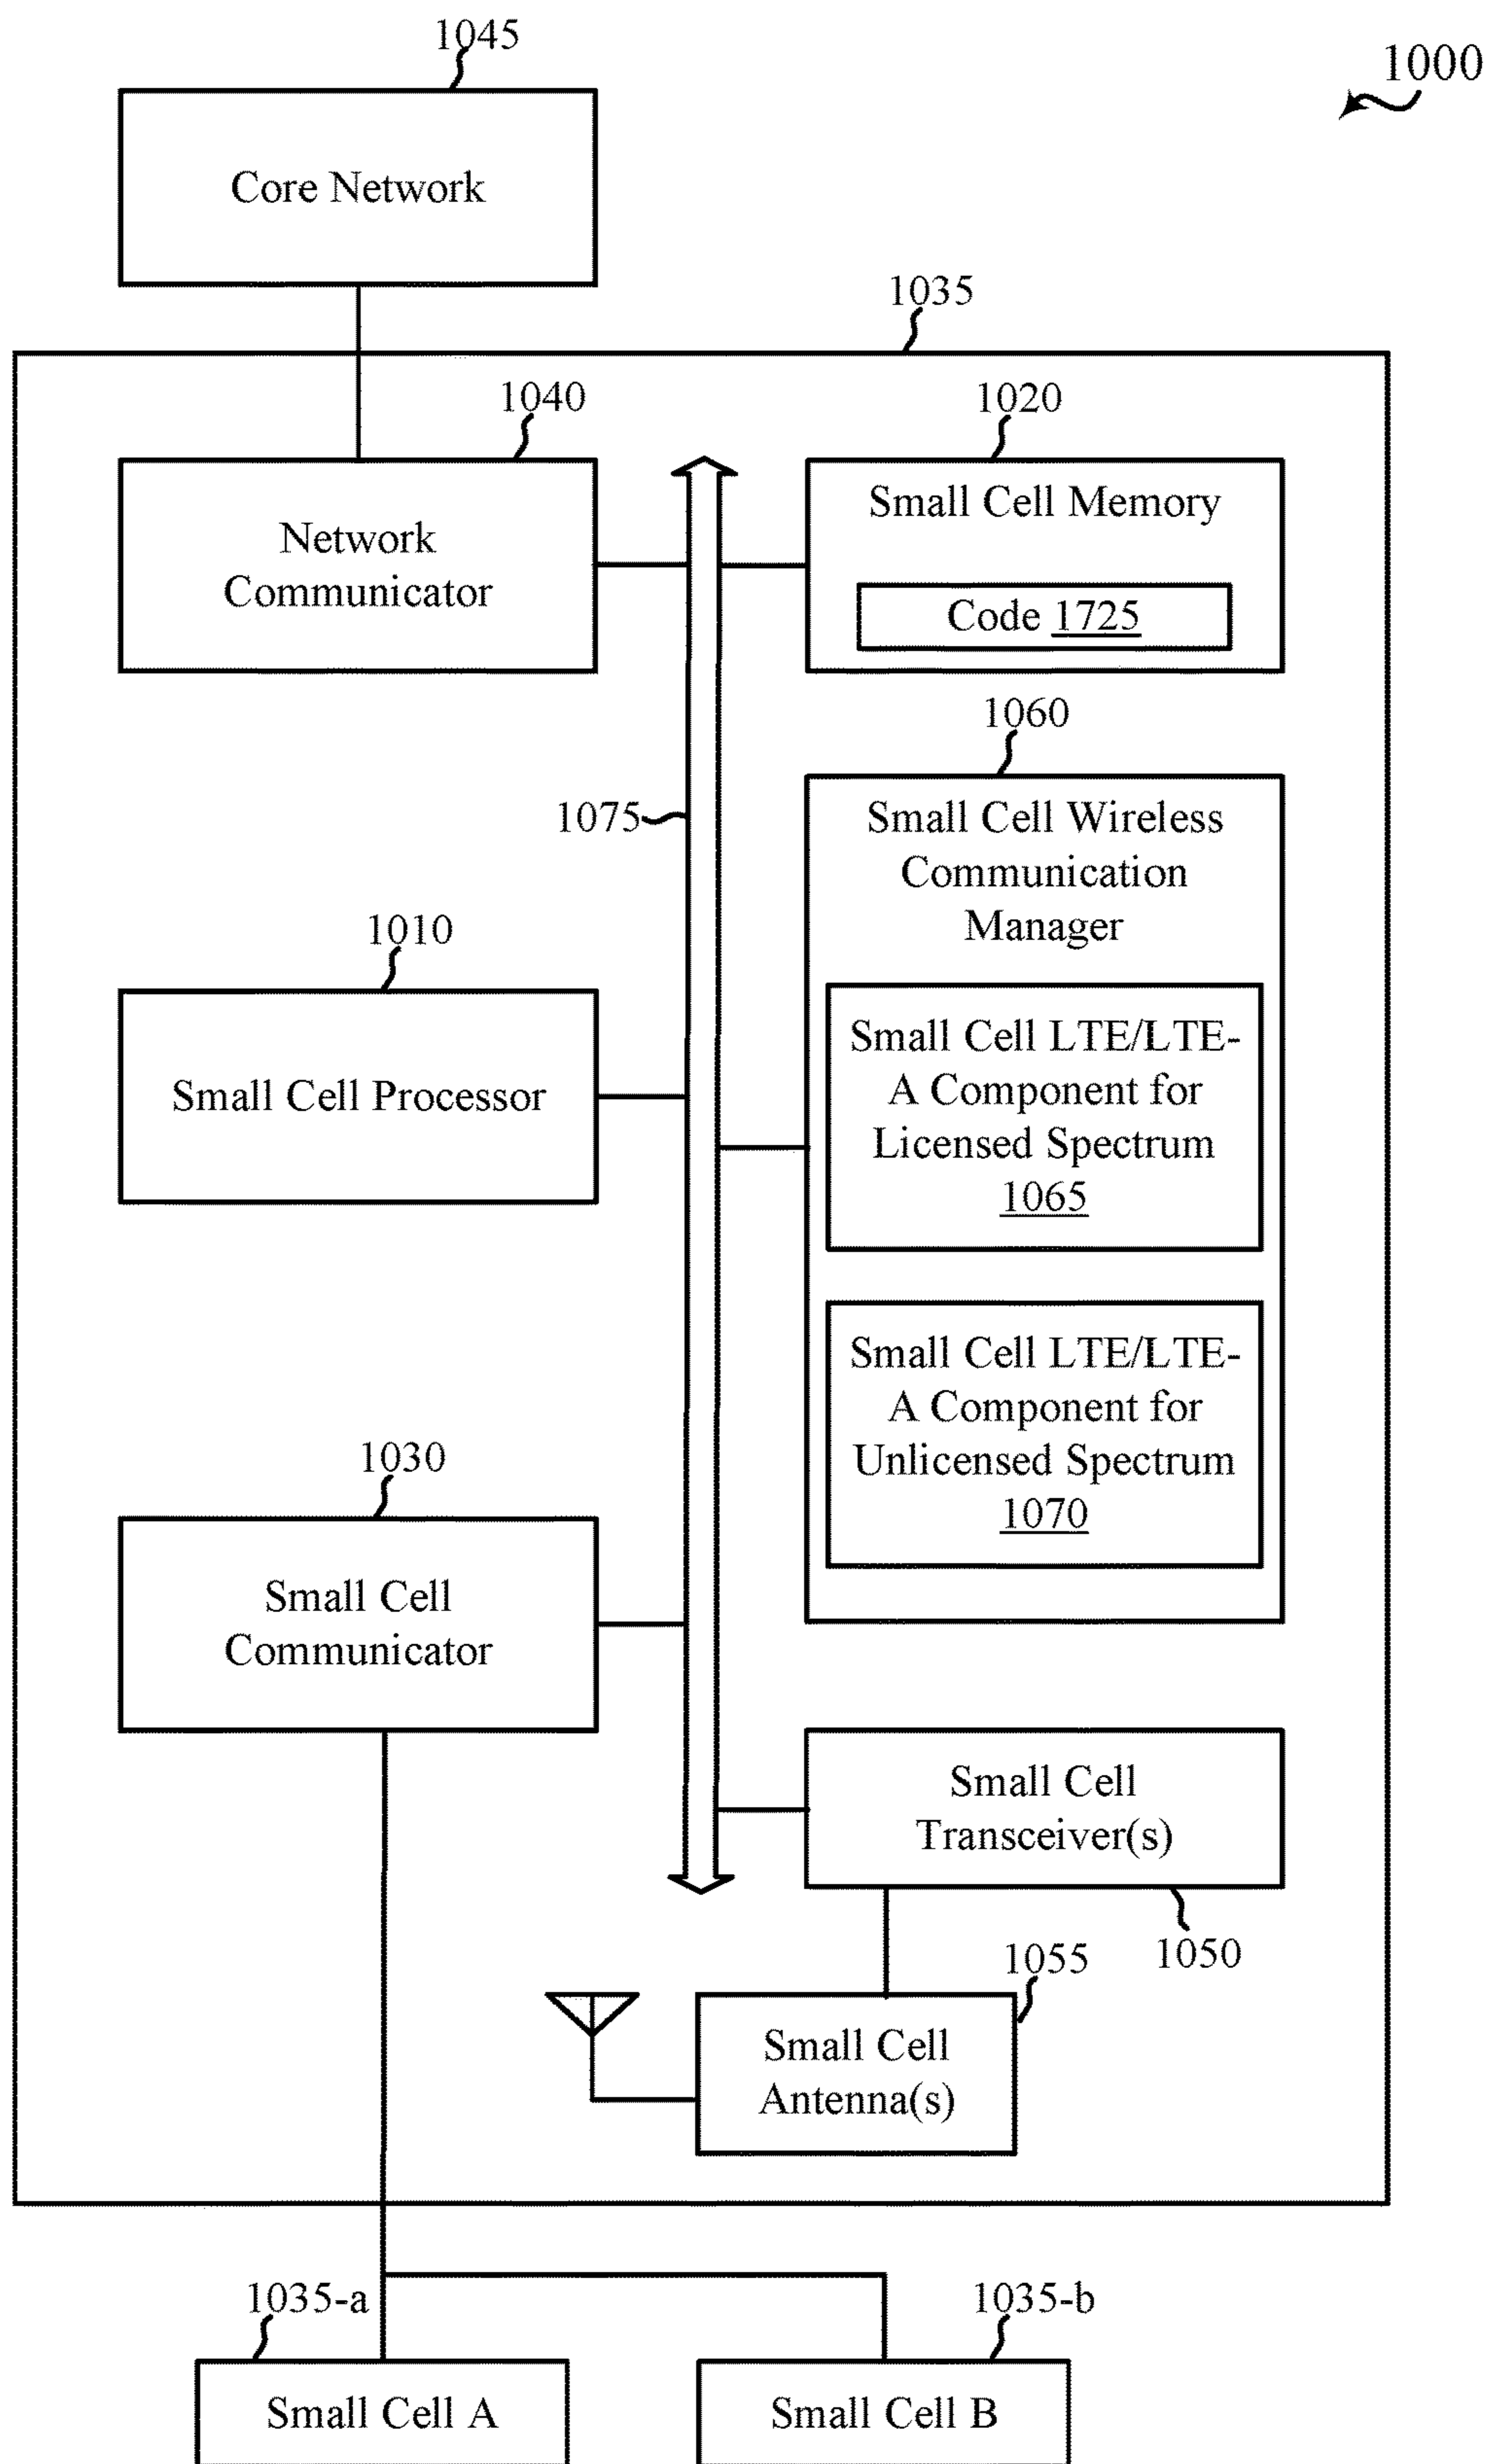 1045
1000
Core Network
1035
1040
1020
Network
Communicator
Small Cell Memory
Code 1725
1060
1075
Small Cell Wireless
Communication
Manager
1010
Small Cell Processor
Small Cell LTE/LTE-
A Component for
Licensed Spectrum
1065
Small Cell LTE/LTE-
A Component for
Unlicensed Spectrum
1070
1030
Small Cell
Communicator
Small Cell
Transceiver(s)
1050
1055
Small Cell
Antenna(s)
1035-a
1035-b
Small Cell A
Small Cell B